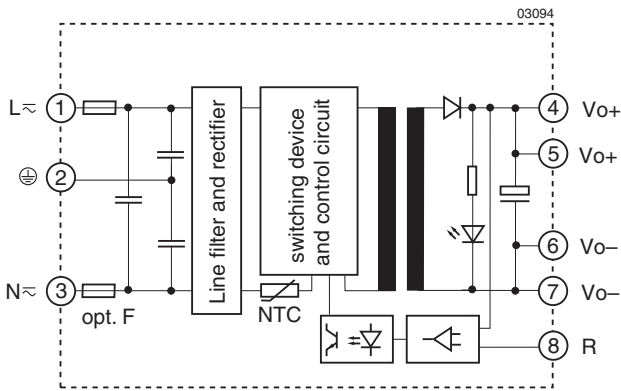 03094
L≂ 1
4 Vo+
5 Vo+
2
Line filter and rectifier
switching device
and control circuit
6 Vo–
N≂ 3
7 Vo–
opt. F
NTC
8 R